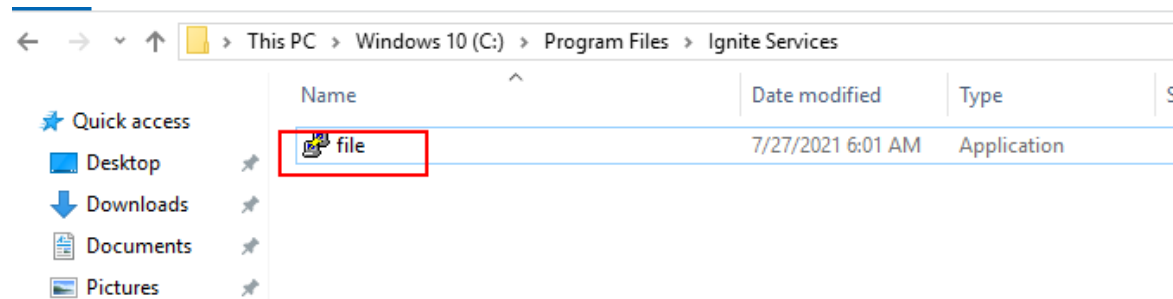 This PC > Windows 10 (C:) > Program Files > Ignite Services
Name Date modified Type S
Quick access
file 7/27/2021 6:01 AM Application
Desktop
Downloads
Documents
Pictures